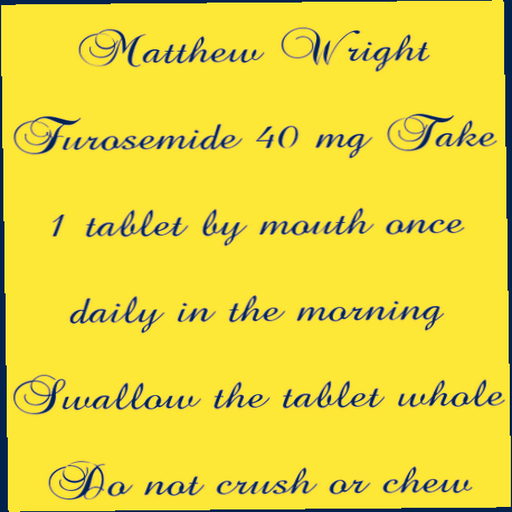 Matthew Wright
Furosemide 40 mg Take
1 tablet by mouth once
daily in the morning
Swallow the tablet whole
Do not crush or chew